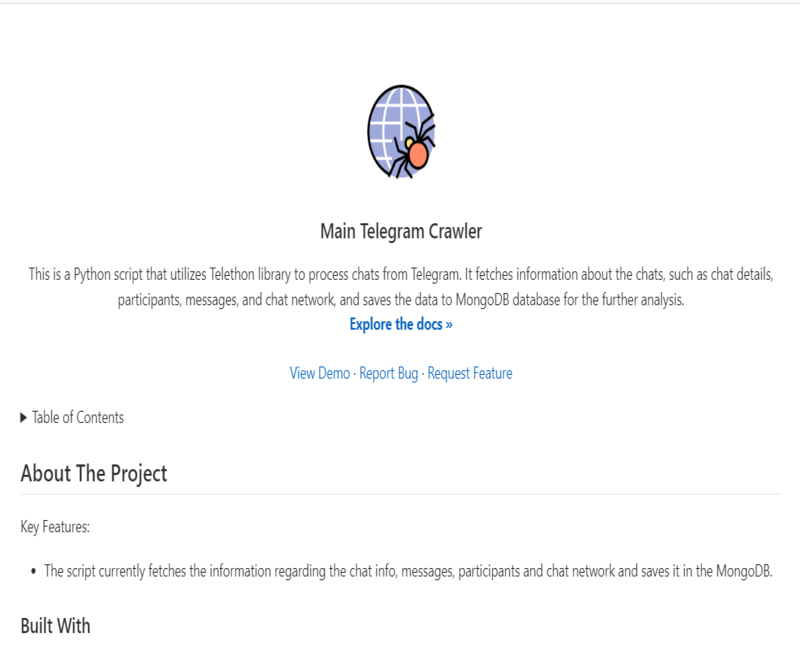 Main Telegram Crawler
This is a Python script that utilizes Telethon library to process chats from Telegram. It fetches information about the chats, such as chat details,
participants, messages, and chat network, and saves the data to MongoDB database for the further analysis.
Explore the docs »
View Demo · Report Bug · Request Feature
Table of Contents
About The Project
Key Features:
• The script currently fetches the information regarding the chat info, messages, participants and chat network and saves it in the MongoDB.
Built With